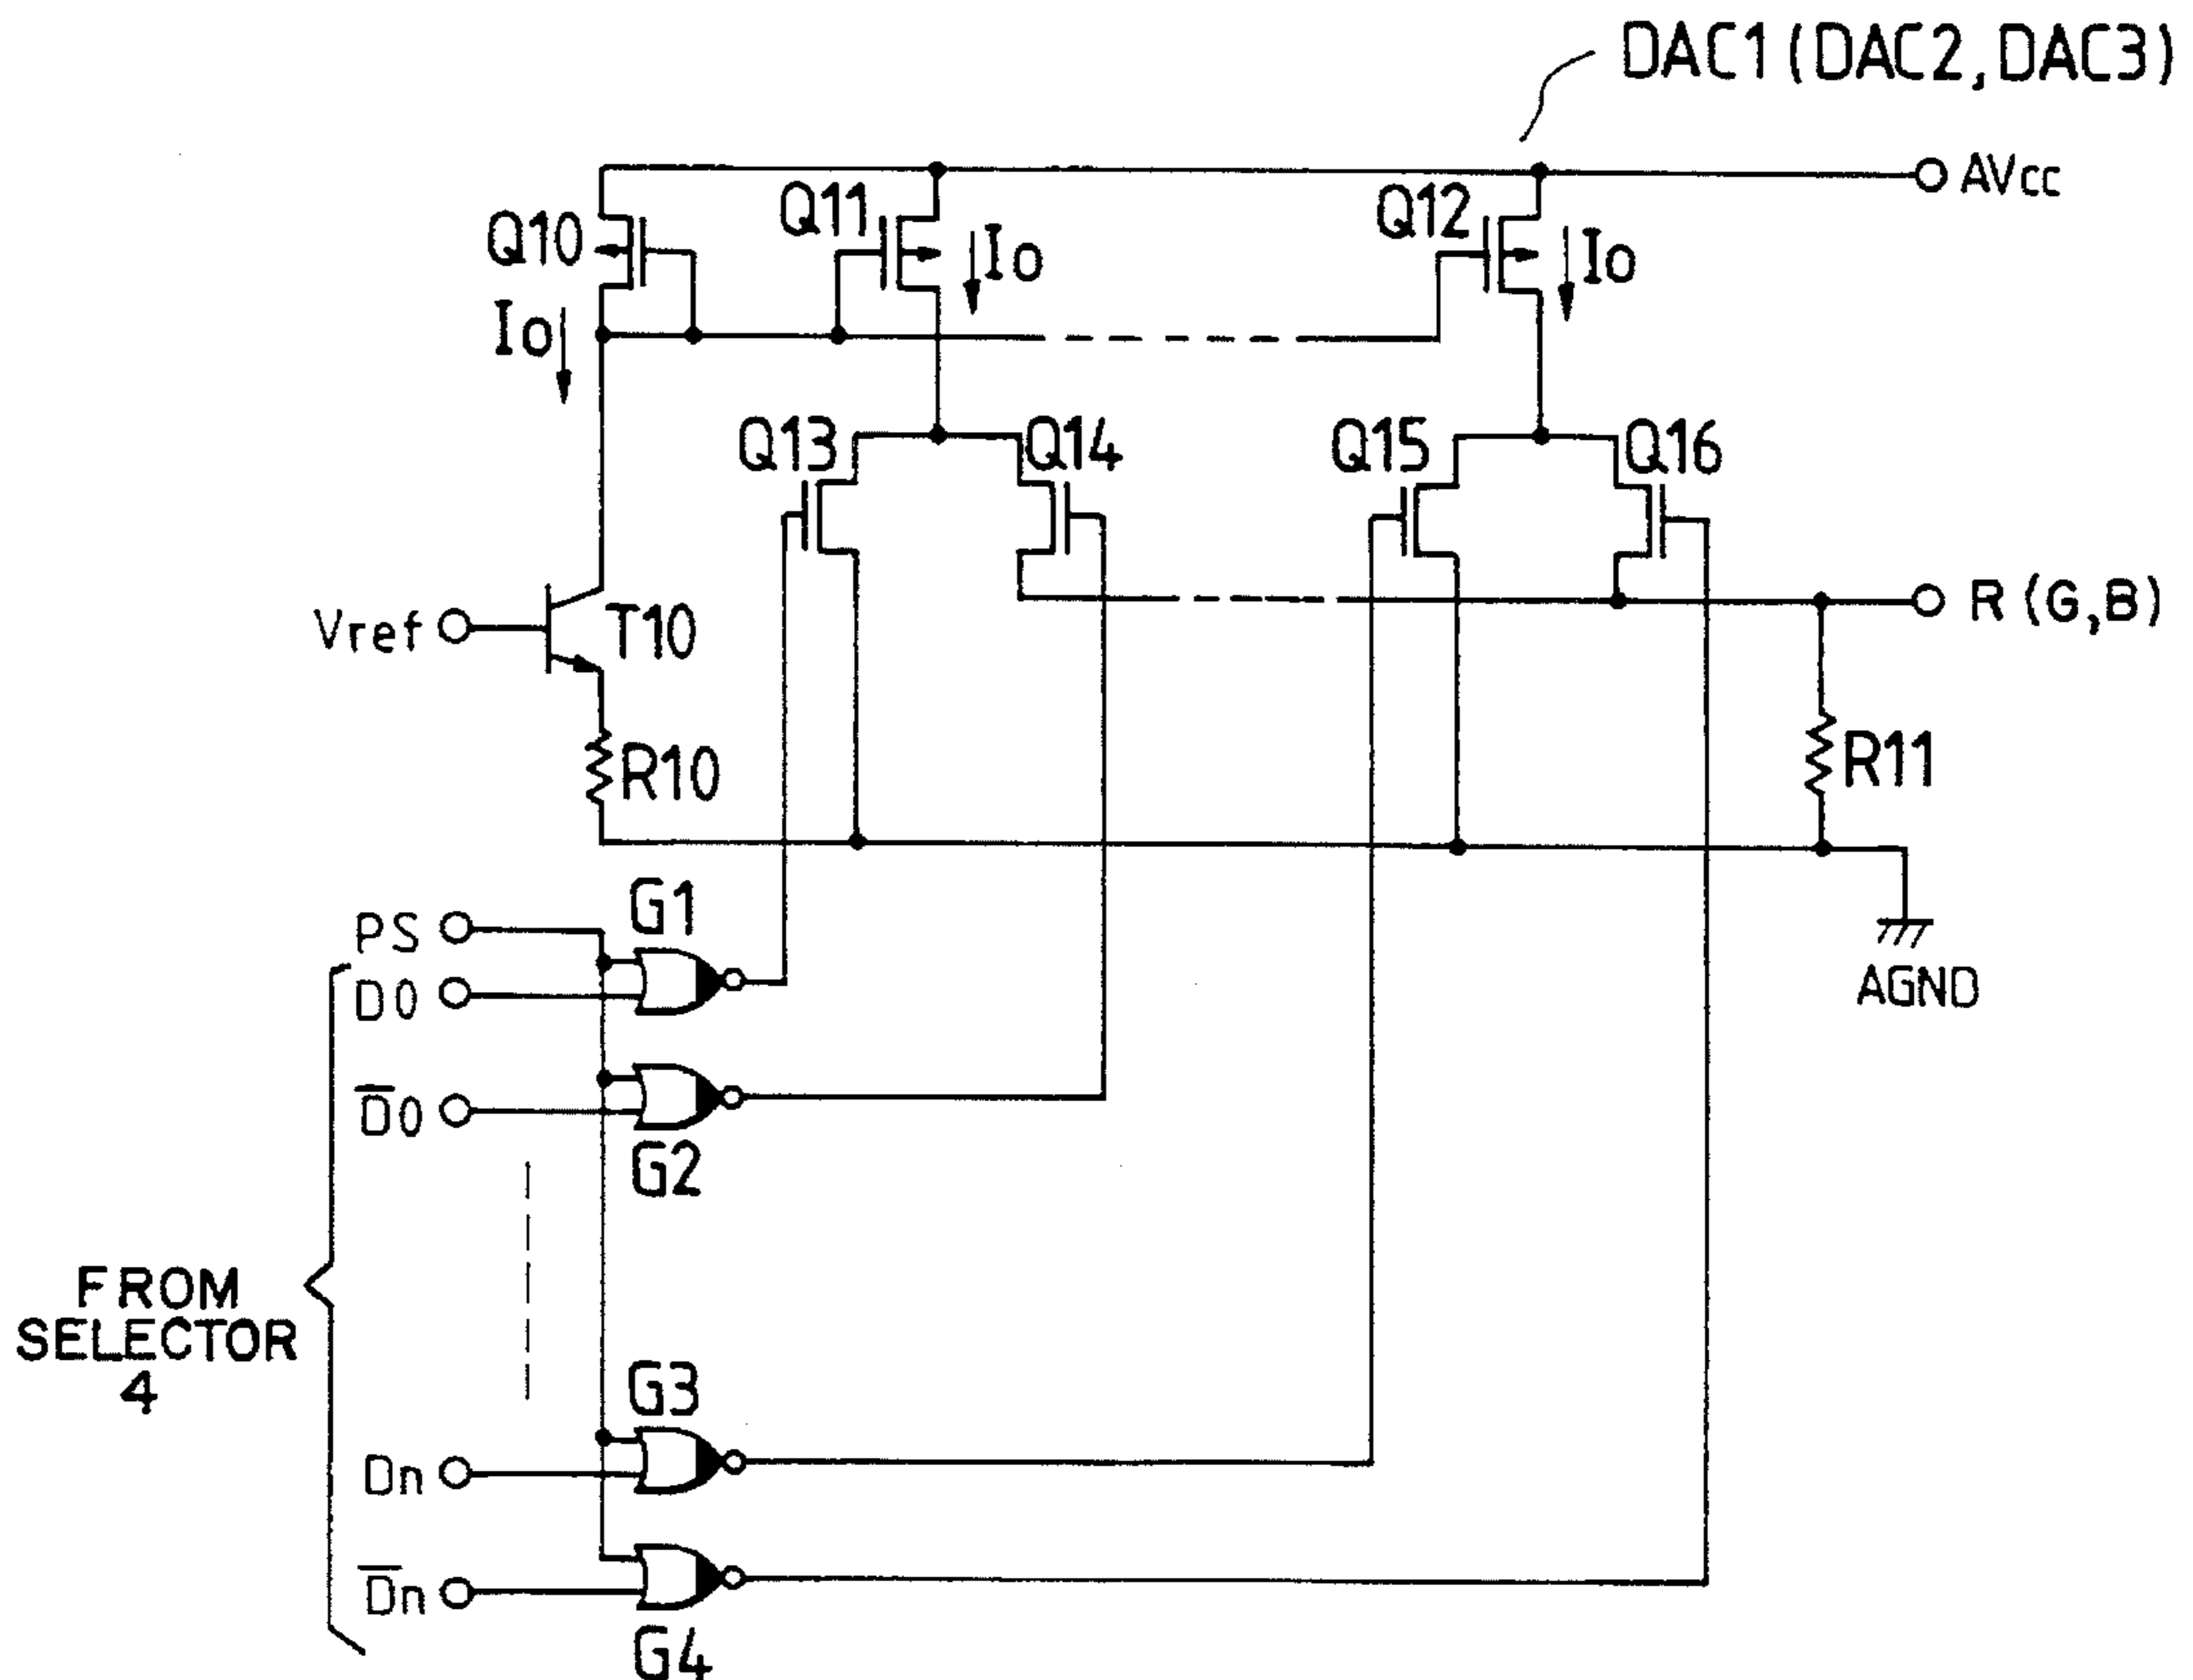 DAC1 (DAC2, DAC3)
AVcc
Q10
Q11
Io
Q12
Io
Io
Q13
Q14
Q15
Q16
Vref
T10
R (G,B)
R10
R11
PS
G1
D0
AGND
D̅0
G2
FROM
SELECTOR
4
G3
Dn
D̅n
G4